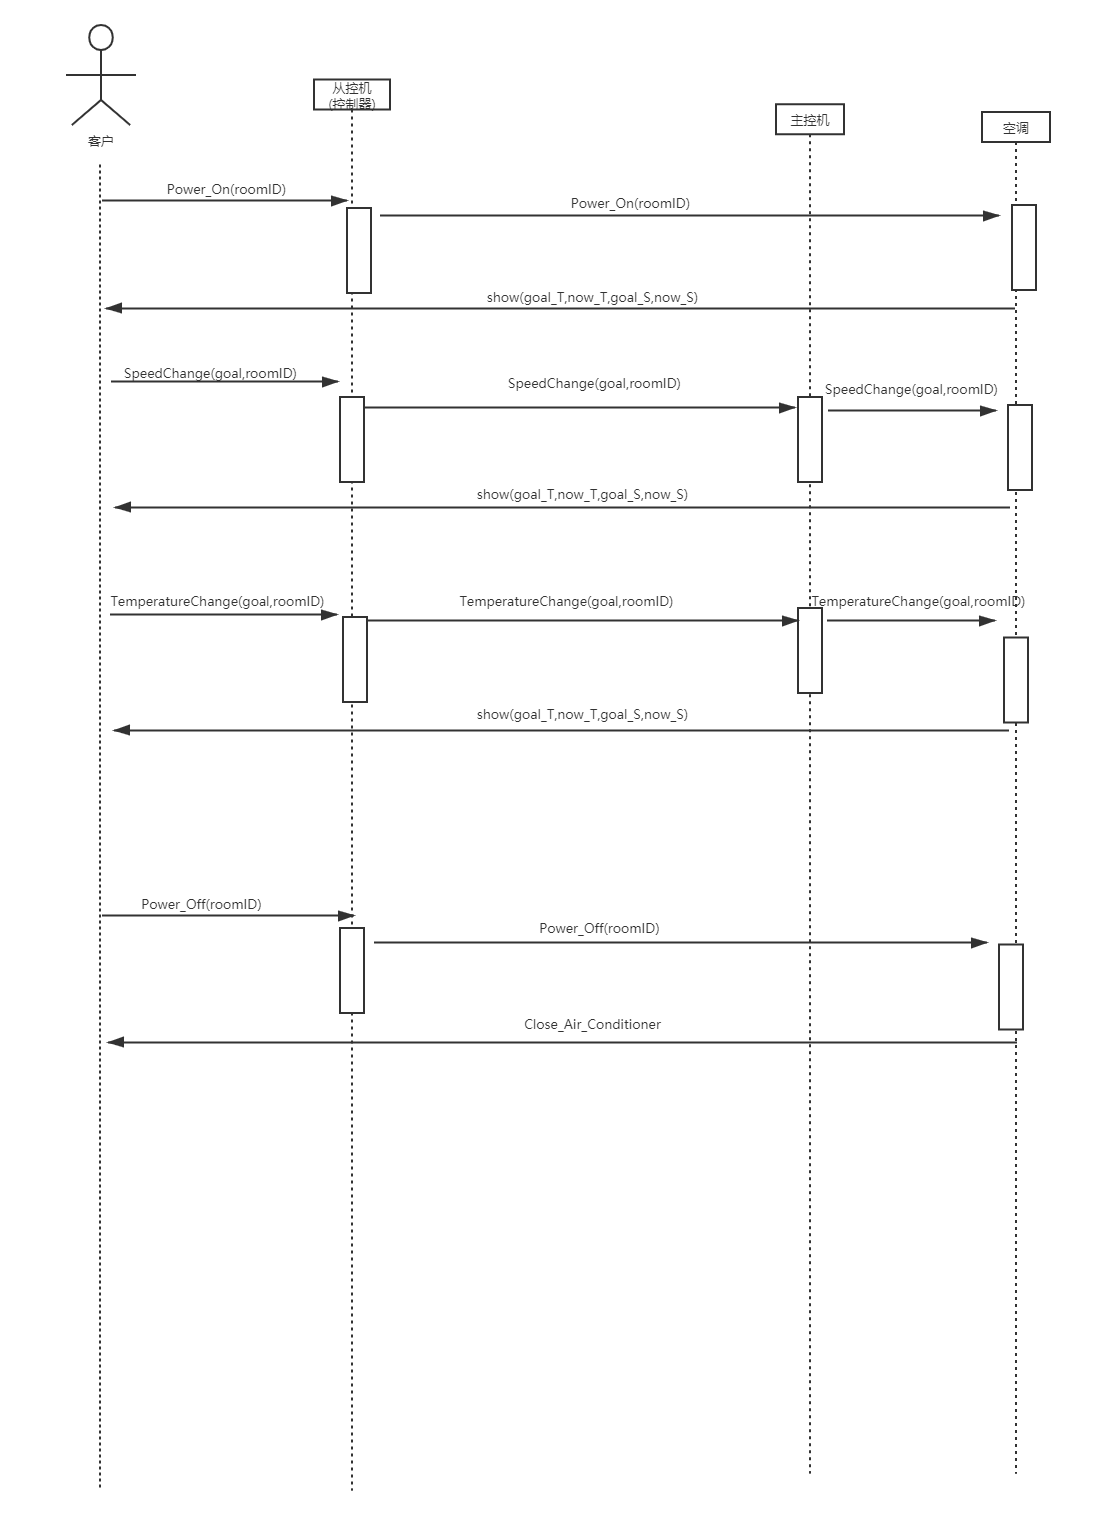 从控机
(控制器)
主控机
空调
客户
Power_On(roomID)
Power_On(roomID)
show(goal_T,now_T,goal_S,now_S)
SpeedChange(goal,roomID)
SpeedChange(goal,roomID)
SpeedChange(goal,roomID)
show(goal_T,now_T,goal_S,now_S)
TemperatureChange(goal,roomID)
TemperatureChange(goal,roomID)
TemperatureChange(goal,roomID)
show(goal_T,now_T,goal_S,now_S)
Power_Off(roomID)
Power_Off(roomID)
Close_Air_Conditioner